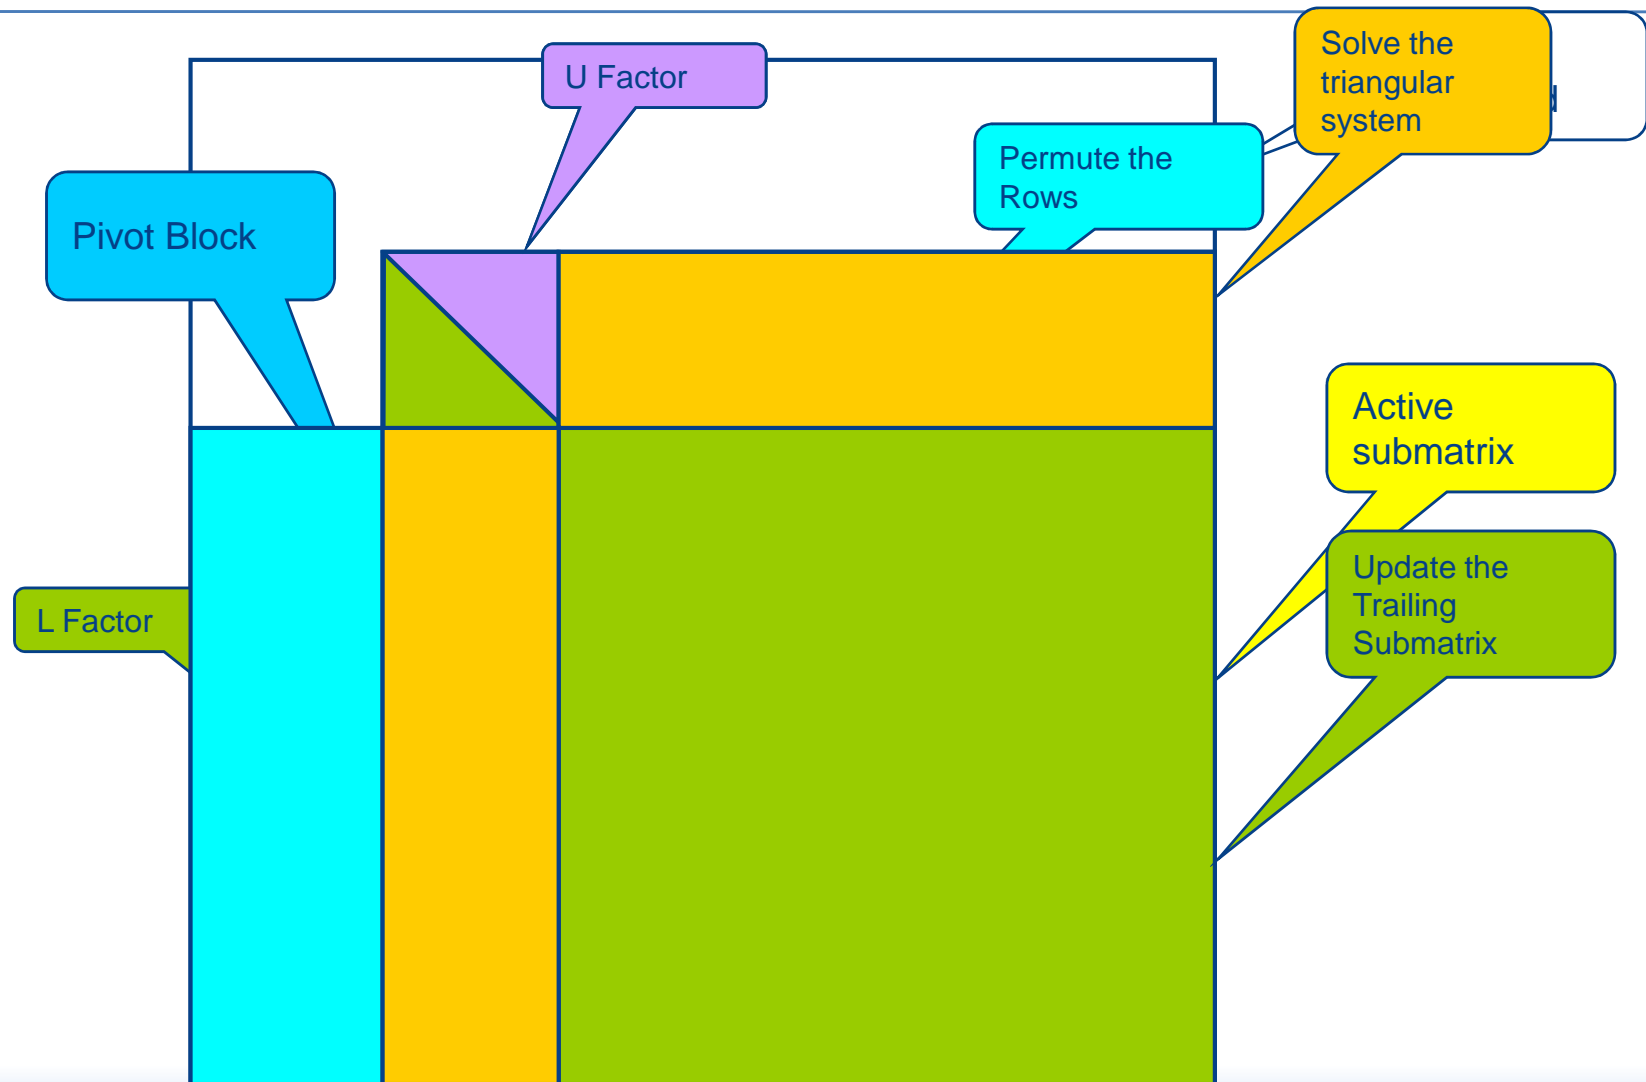 U Factor
Solve the
triangular
system
Permute the
Rows
Pivot Block
Active
submatrix
Update the
Trailing
Submatrix
L Factor